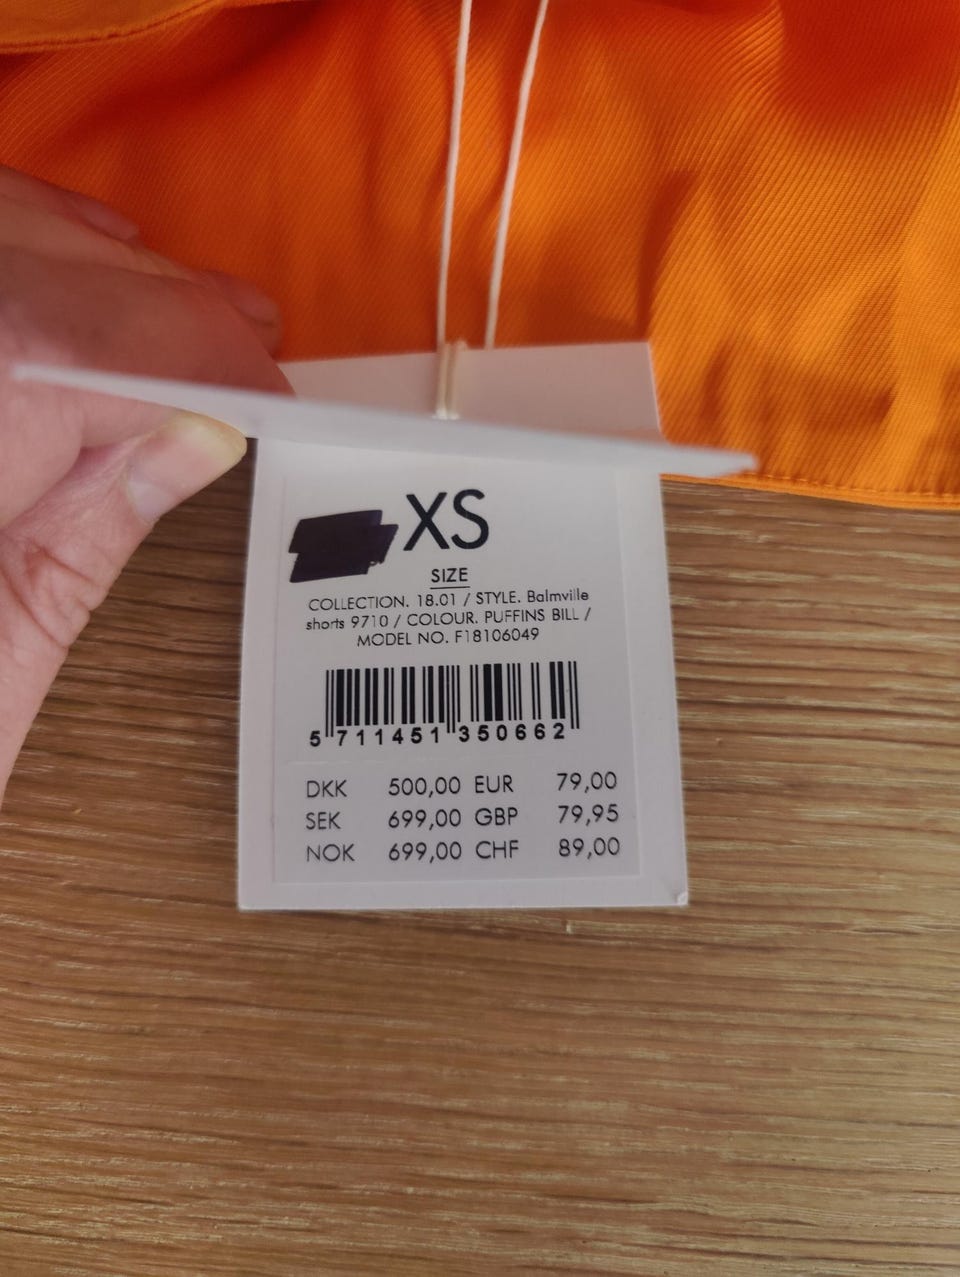 XS
SIZE
COLLECTION. 18.01 / STYLE. Balmville
shorts 9710 / COLOUR. PUFFINS BILL /
MODEL NO. F18106049
5 711451 350662
DKK 500,00 EUR 79,00
SEK 699,00 GBP 79,95
NOK 699,00 CHF 89,00